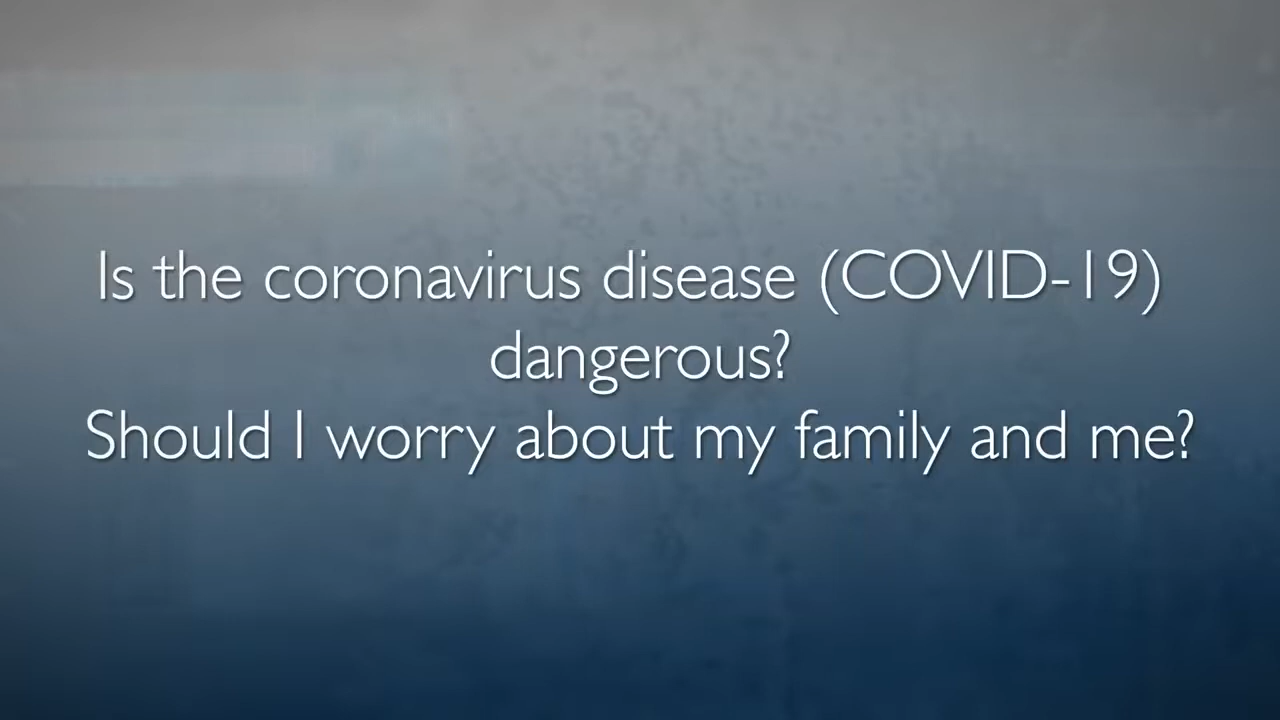 Is the coronavirus disease (COVID-19)
dangerous?
Should I worry about my family and me?